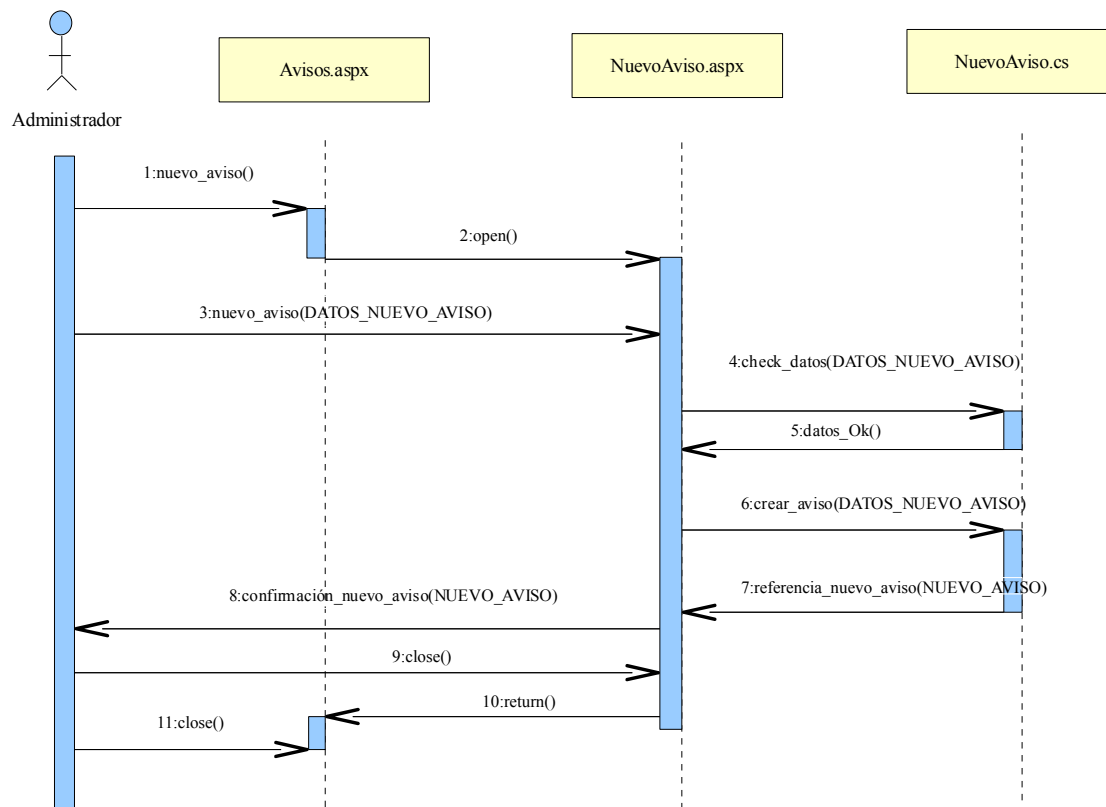 Avisos.aspx
NuevoAviso.aspx
NuevoAviso.cs
Administrador
1:nuevo_aviso()
2:open()
3:nuevo_aviso(DATOS_NUEVO_AVISO)
4:check_datos(DATOS_NUEVO_AVISO)
5:datos_Ok()
6:crear_aviso(DATOS_NUEVO_AVISO)
7:referencia_nuevo_aviso(NUEVO_AVISO)
8:confirmación_nuevo_aviso(NUEVO_AVISO)
9:close()
10:return()
11:close()